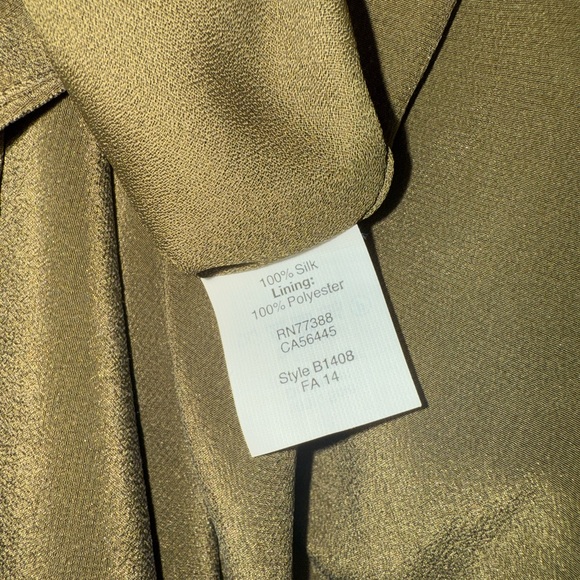 100% Silk
Lining:
100% Polyester
RN77388
CA56445
Style B1408
FA 14